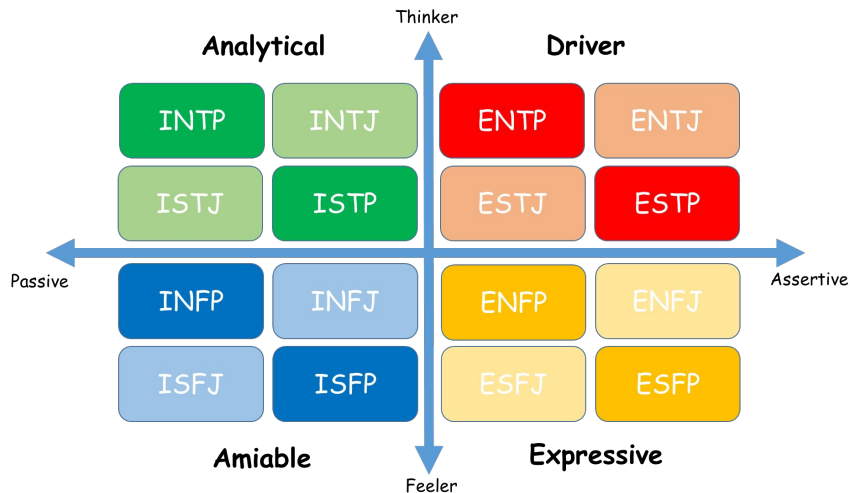 Thinker
Analytical
Driver
INTP
INTJ
ENTP
ENTJ
ISTJ
ISTP
ESTJ
ESTP
Passive
Assertive
INFP
INFJ
ENFP
ENFJ
ISFJ
ISFP
ESFJ
ESFP
Amiable
Expressive
Feeler